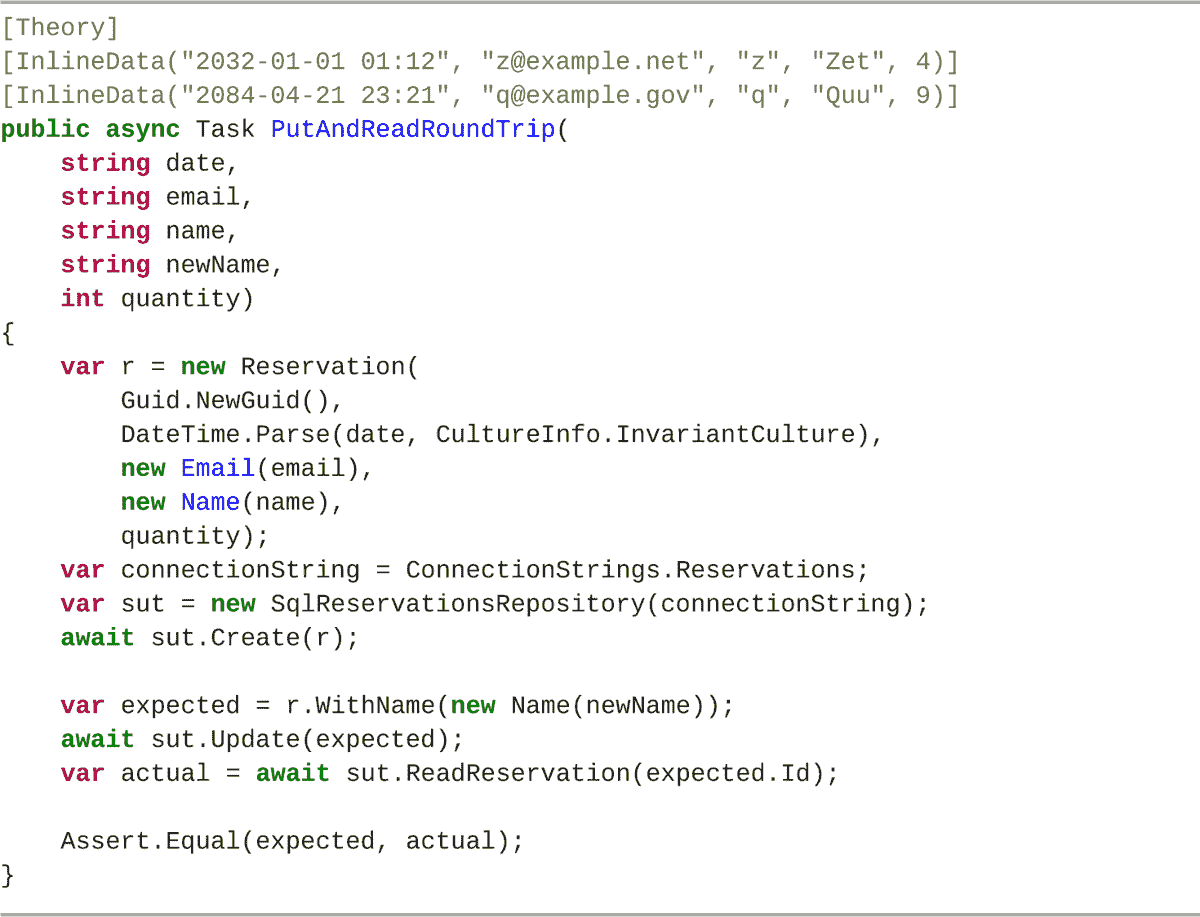 [Theory]
[InlineData("2032-01-01 01:12", "z@example.net", "z", "Zet", 4)]
[InlineData("2084-04-21 23:21", "q@example.gov", "q", "Quu", 9)]
public async Task PutAndReadRoundTrip(
    string date,
    string email,
    string name,
    string newName,
    int quantity)
{
    var r = new Reservation(
        Guid.NewGuid(),
        DateTime.Parse(date, CultureInfo.InvariantCulture),
        new Email(email),
        new Name(name),
        quantity);
    var connectionString = ConnectionStrings.Reservations;
    var sut = new SqlReservationsRepository(connectionString);
    await sut.Create(r);

    var expected = r.WithName(new Name(newName));
    await sut.Update(expected);
    var actual = await sut.ReadReservation(expected.Id);

    Assert.Equal(expected, actual);
}